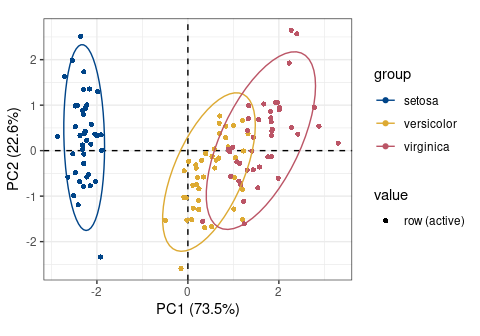 2
1
0
-1
-2
-2
0
2
PC2 (22.6%)
PC1 (73.5%)
group
setosa
versicolor
virginica
value
row (active)